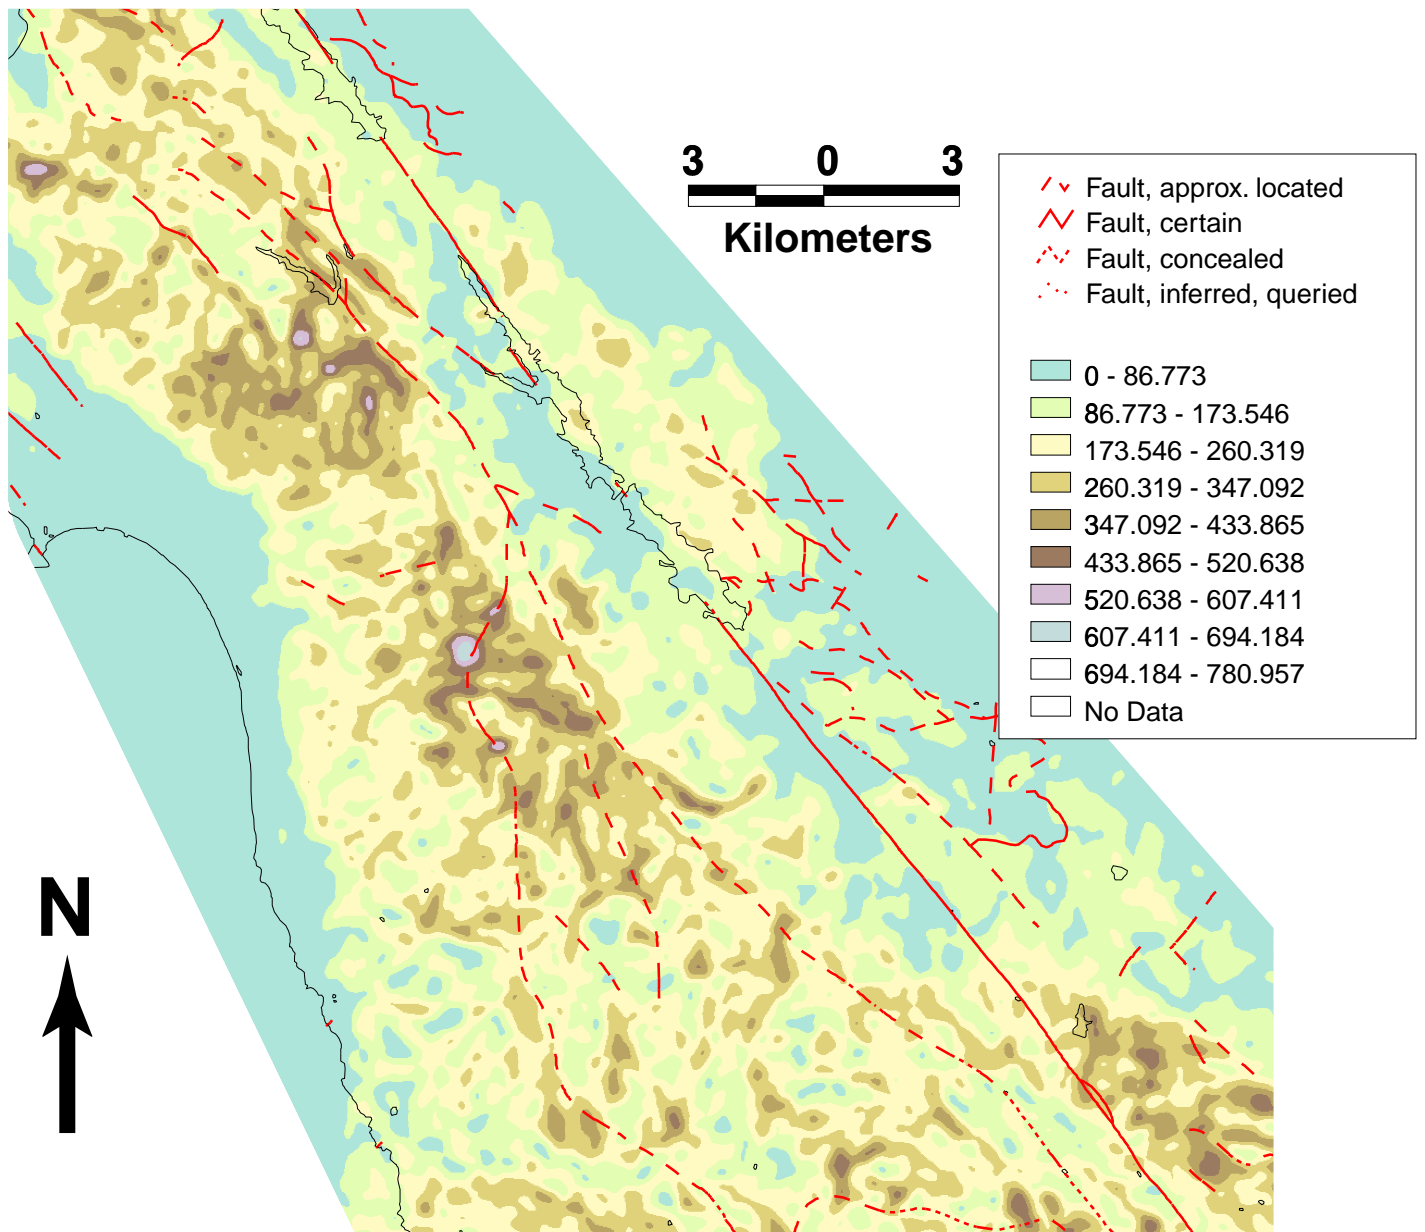 3 0 3
Kilometers
Fault, approx. located
Fault, certain
Fault, concealed
Fault, inferred, queried
0 - 86.773
86.773 - 173.546
173.546 - 260.319
260.319 - 347.092
347.092 - 433.865
433.865 - 520.638
520.638 - 607.411
607.411 - 694.184
694.184 - 780.957
No Data
N